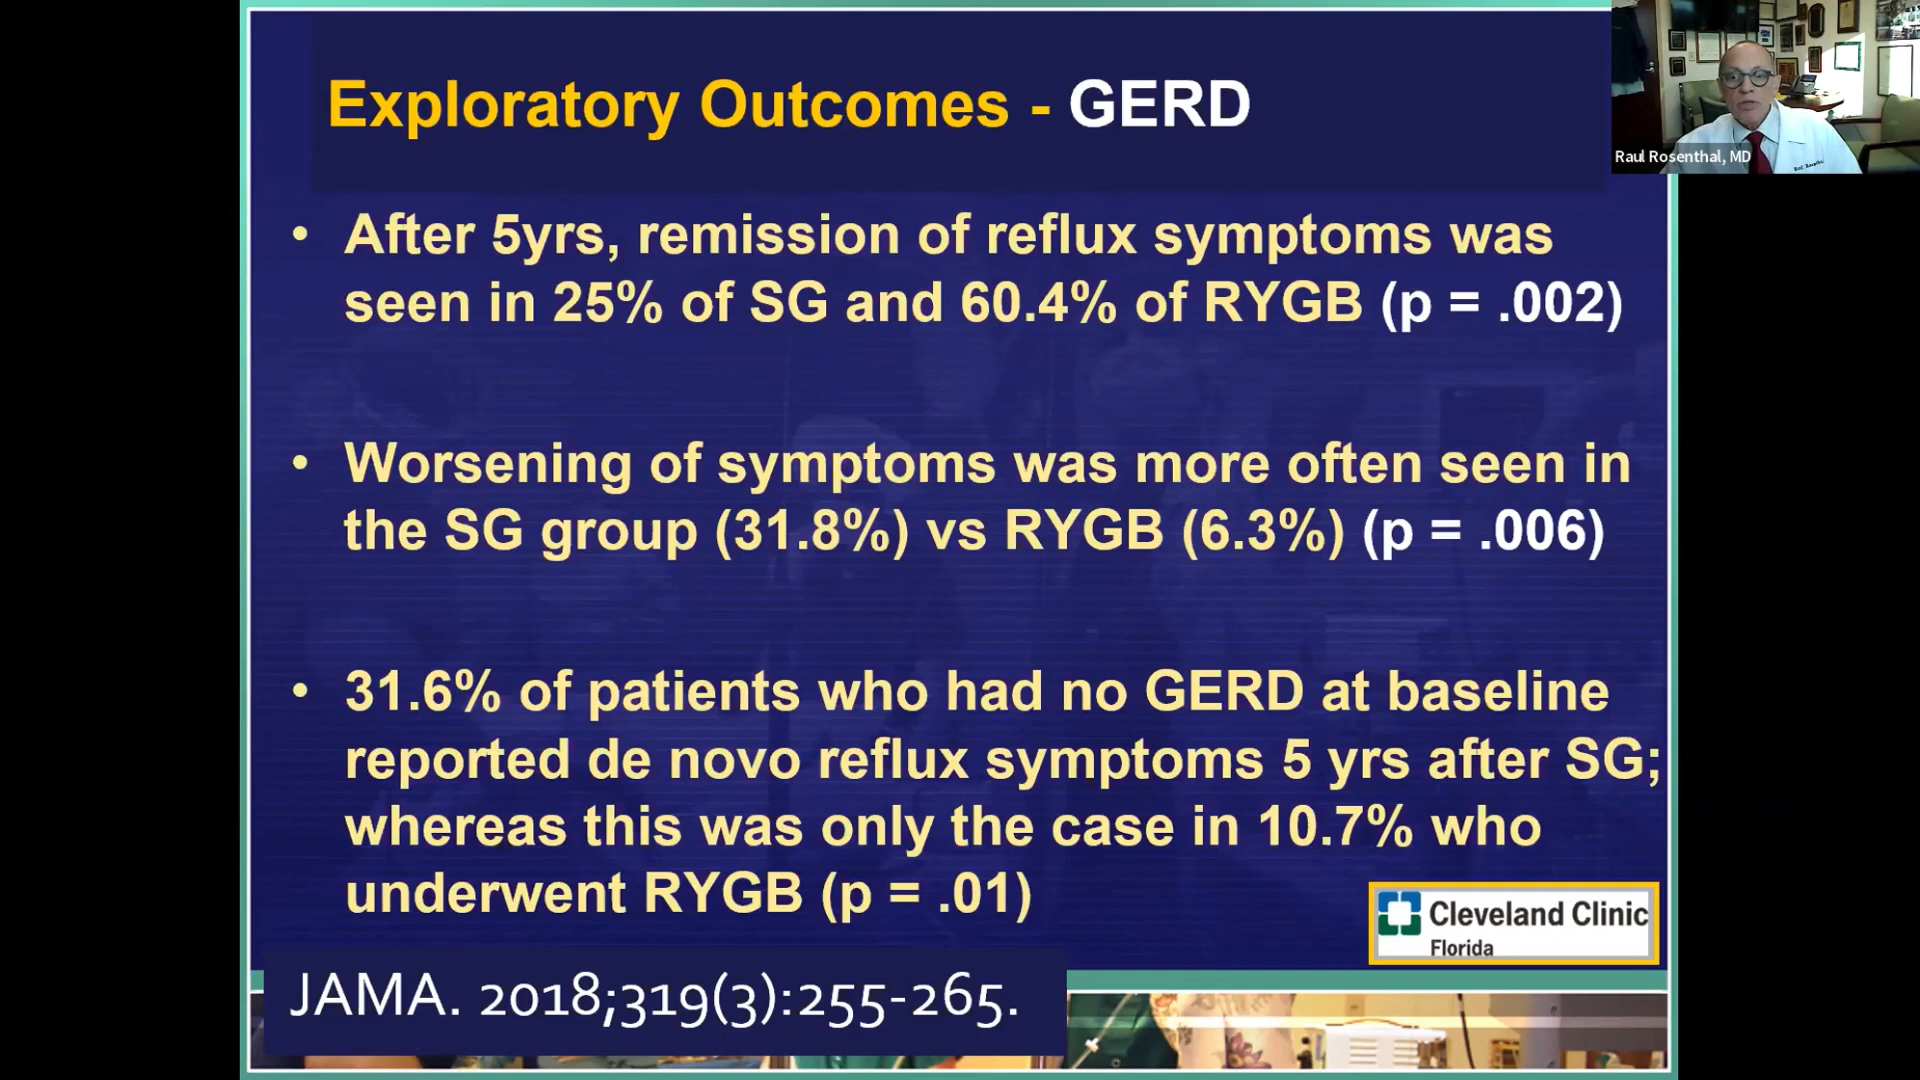 Exploratory Outcomes - GERD
Raul Rosenthal, MD
• After 5yrs, remission of reflux symptoms was
seen in 25% of SG and 60.4% of RYGB (p = .002)
• Worsening of symptoms was more often seen in
the SG group (31.8%) vs RYGB (6.3%) (p = .006)
• 31.6% of patients who had no GERD at baseline
reported de novo reflux symptoms 5 yrs after SG;
whereas this was only the case in 10.7% who
underwent RYGB (p = .01)
Cleveland Clinic
Florida
JAMA. 2018;319(3):255-265.